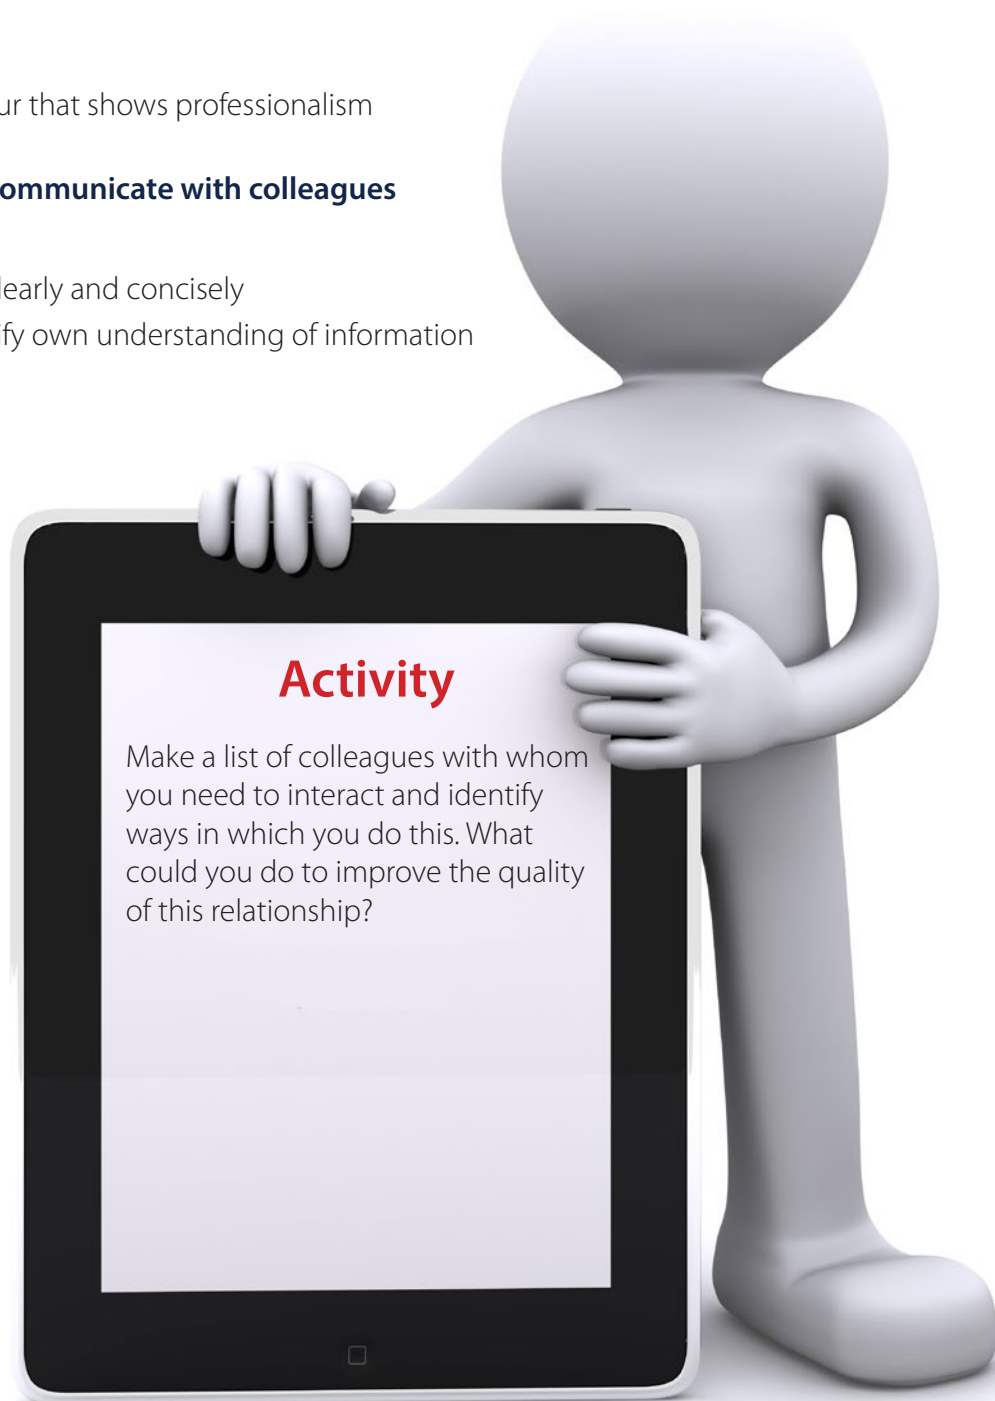 ur that shows professionalism
ommunicate with colleagues
learly and concisely
ify own understanding of information
Activity
Make a list of colleagues with whom
you need to interact and identify
ways in which you do this. What
could you do to improve the quality
of this relationship?